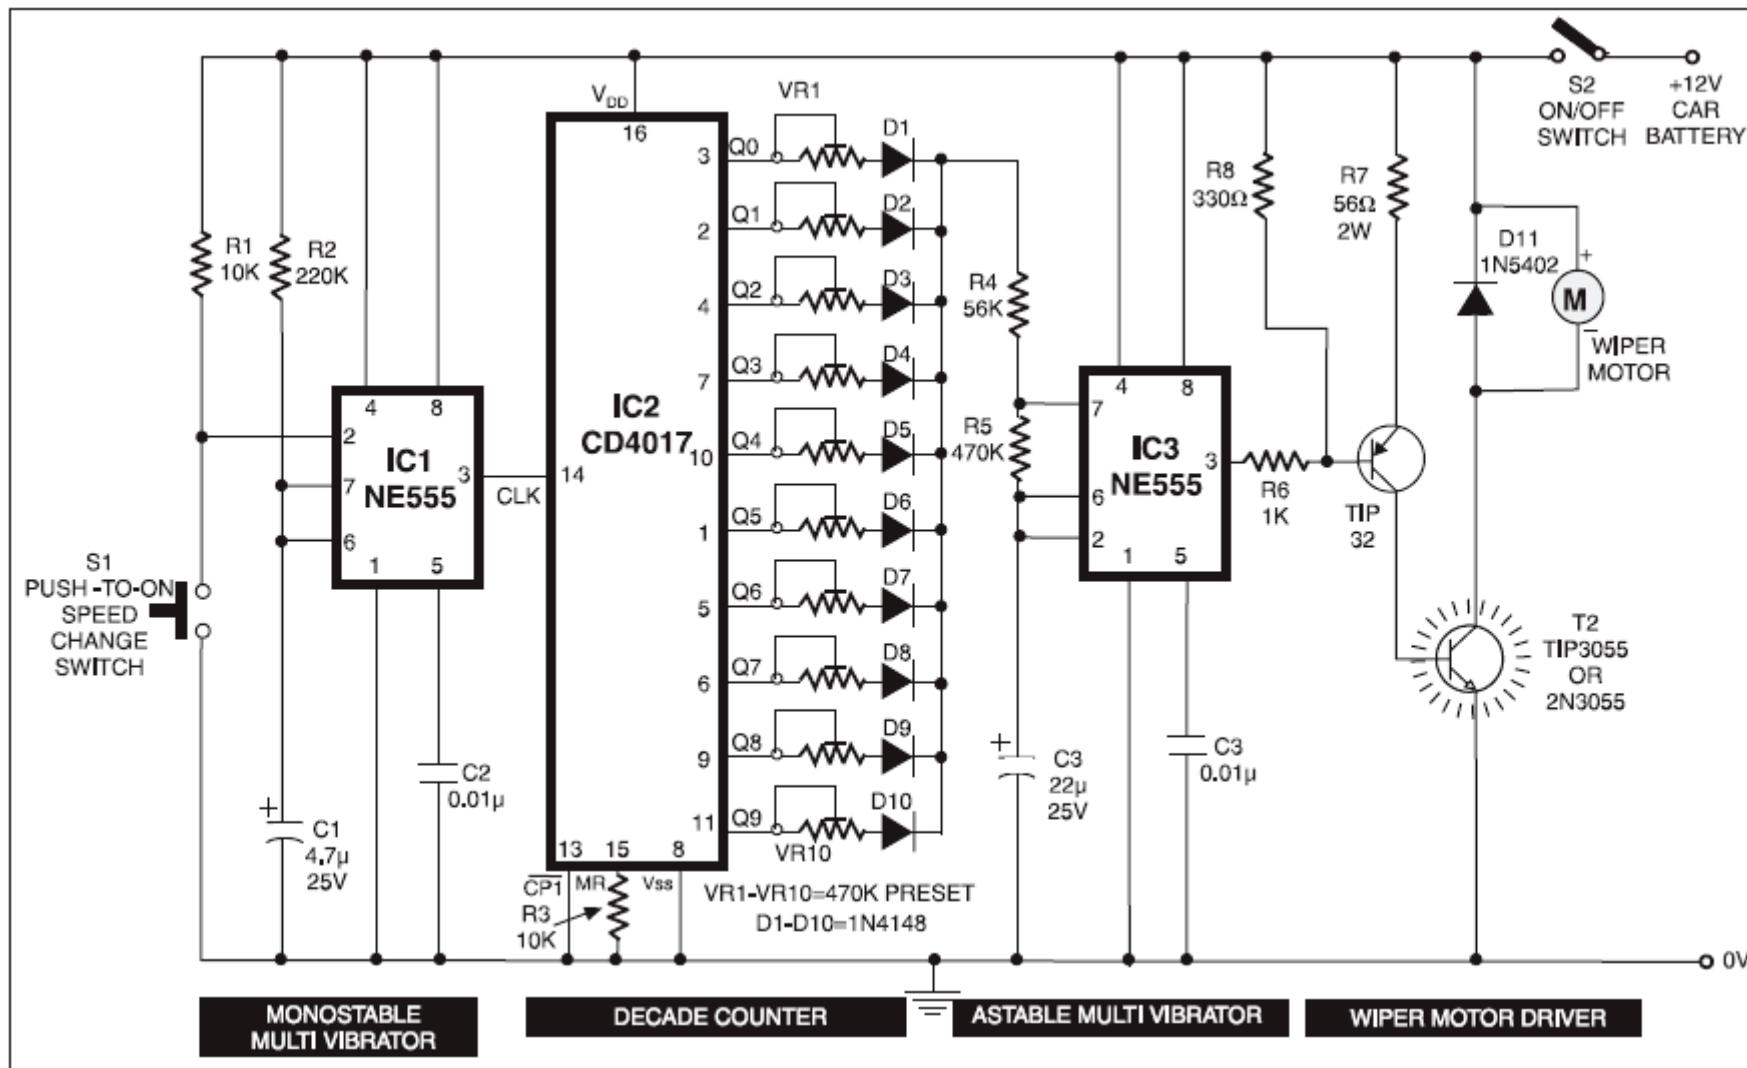 R1
10K
R2
220K
S1
PUSH-TO-ON
SPEED
CHANGE
SWITCH
4
8
2
7
6
3
1
5
IC1
NE555
C1
4.7µ
25V
+
C2
0.01µ
CLK
V_DD
16
14
IC2
CD4017
3
2
4
7
10
1
5
6
9
11
13
15
8
CP1
MR
Vss
R3
10K
Q0
Q1
Q2
Q3
Q4
Q5
Q6
Q7
Q8
Q9
VR1
VR10
D1
D2
D3
D4
D5
D6
D7
D8
D9
D10
VR1-VR10=470K PRESET
D1-D10=1N4148
R4
56K
R5
470K
+
C3
22µ
25V
4
8
7
6
2
3
1
5
IC3
NE555
C3
0.01µ
R6
1K
R8
330Ω
R7
56Ω
2W
TIP
32
D11
1N5402
+
M
−
WIPER
MOTOR
T2
TIP3055
OR
2N3055
S2
ON/OFF
SWITCH
+12V
CAR
BATTERY
0V
MONOSTABLE
MULTI VIBRATOR
DECADE COUNTER
ASTABLE MULTI VIBRATOR
WIPER MOTOR DRIVER